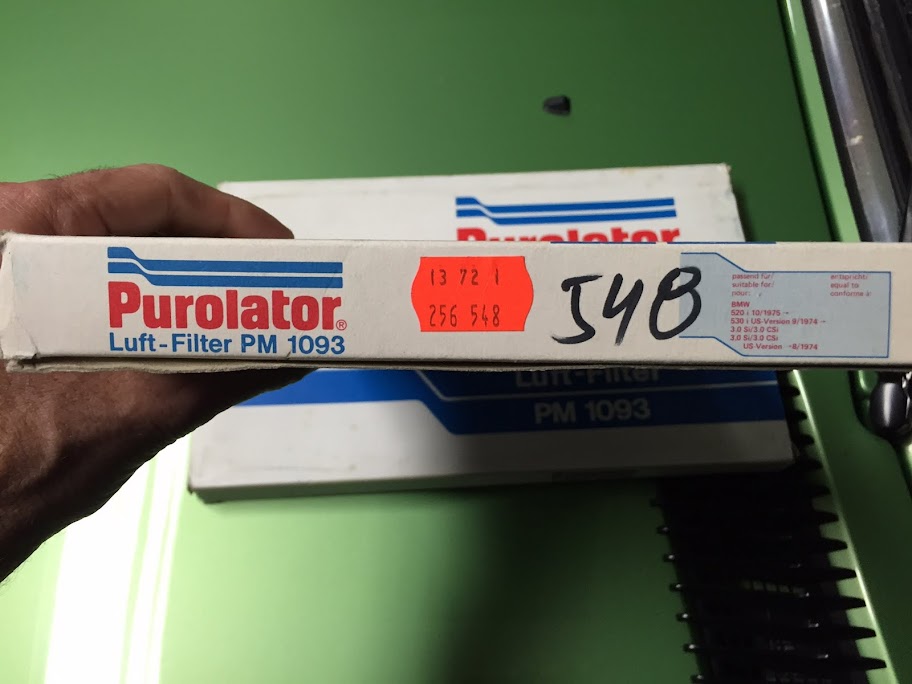 Purolator
Purolator®
Luft-Filter PM 1093
13 72 1
256 548
548
passend für/
suitable for/
pour:
entspricht/
equal to
conforme à:
BMW
520 i 10/1975 →
530 i US-Version 9/1974 →
3.0 Si/3.0 CSi
3.0 Si/3.0 CSi
US-Version →8/1974
Luft-Filter
PM 1093